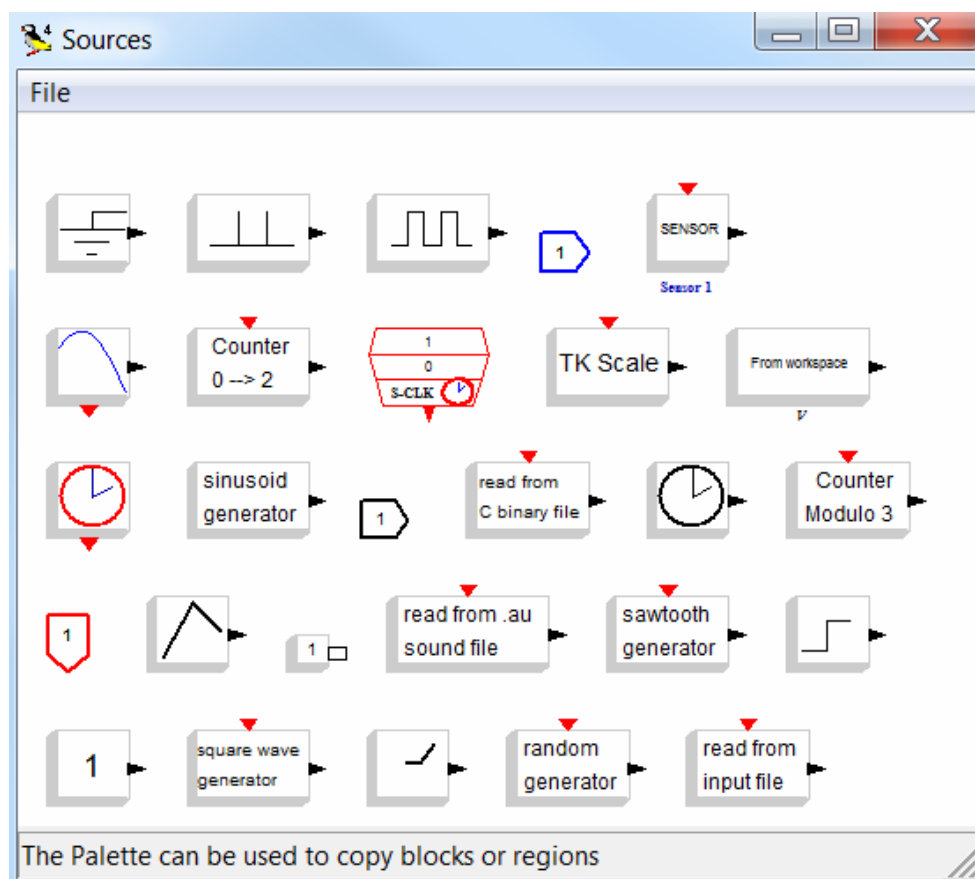 4 Sources
File
1
SENSOR
Sensor 1
Counter
0 --> 2
1
0
S-CLK
TK Scale
From workspace
V
sinusoid
generator
1
read from
C binary file
Counter
Modulo 3
1
1
read from .au
sound file
sawtooth
generator
1
square wave
generator
random
generator
read from
input file
The Palette can be used to copy blocks or regions